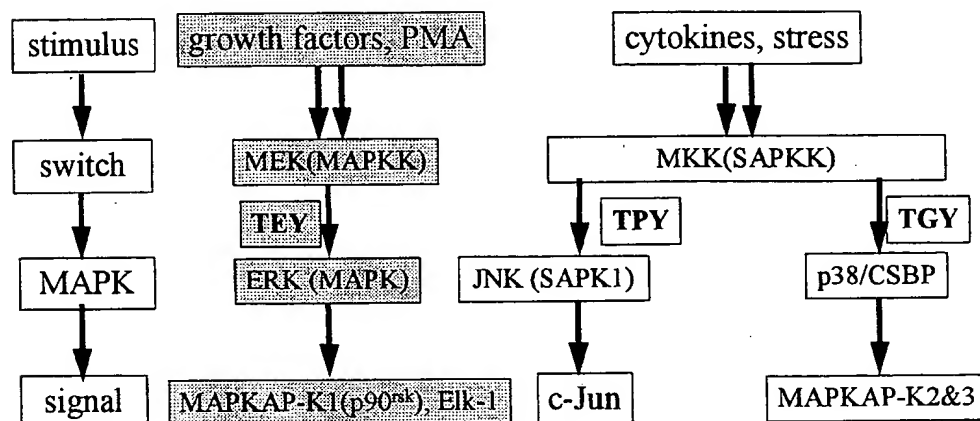 stimulus
growth factors, PMA
cytokines, stress
switch
MEK(MAPKK)
MKK(SAPKK)
TEY
TPY
TGY
MAPK
ERK (MAPK)
JNK (SAPK1)
p38/CSBP
signal
MAPKAP-K1(p90rsk), Elk-1
c-Jun
MAPKAP-K2&3